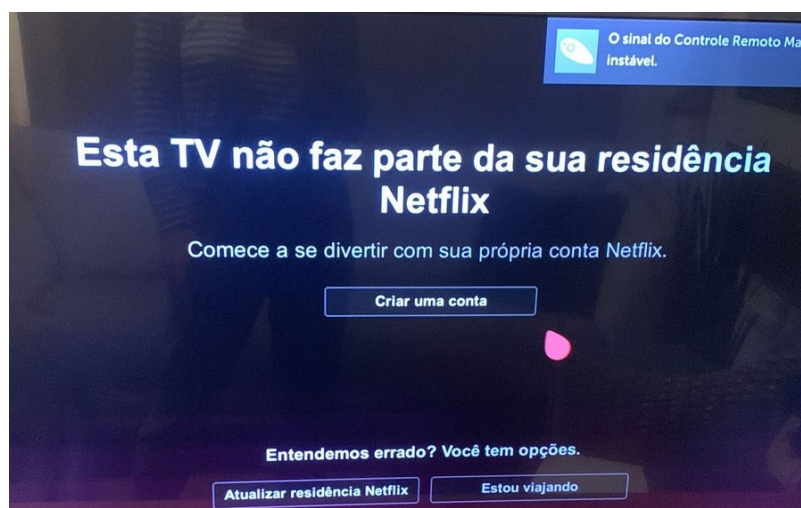 O sinal do Controle Remoto
instável.
Esta TV não faz parte da sua residência
Netflix
Comece a se divertir com sua própria conta Netflix.
Criar uma conta
Entendemos errado? Você tem opções.
Atualizar residência Netflix
Estou viajando